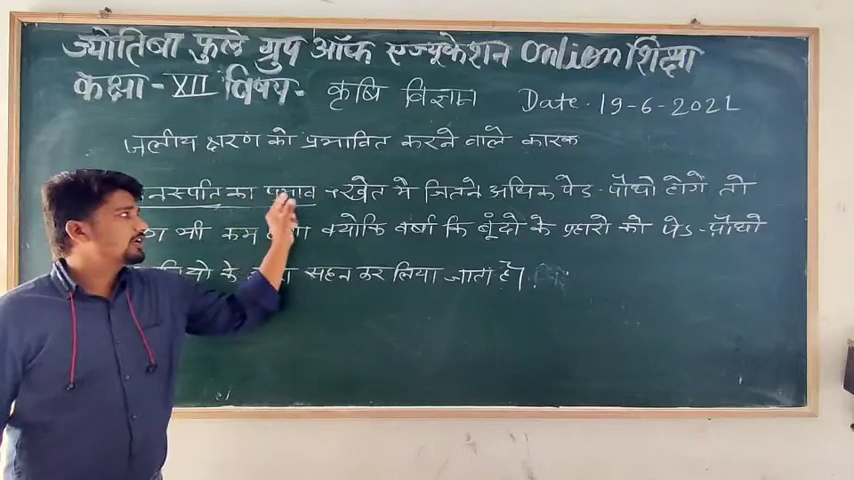 ज्योतिबा फुले ग्रुप ऑफ एज्यूकेशन onlion शिक्षा
कक्षा - XII विषय - कृषि विज्ञान Date. 19-6-2021
जलीय क्षरण को प्रभावित करने वाले कारक
नस्पति का प्रभाव → खेत मे जितने अधिक पेड - पौधो होगें तो
भी कम क्योकि वर्षा कि बूंदो के प्रहारो को पेड - पौधो
यो के सहन कर लिया जाता है।